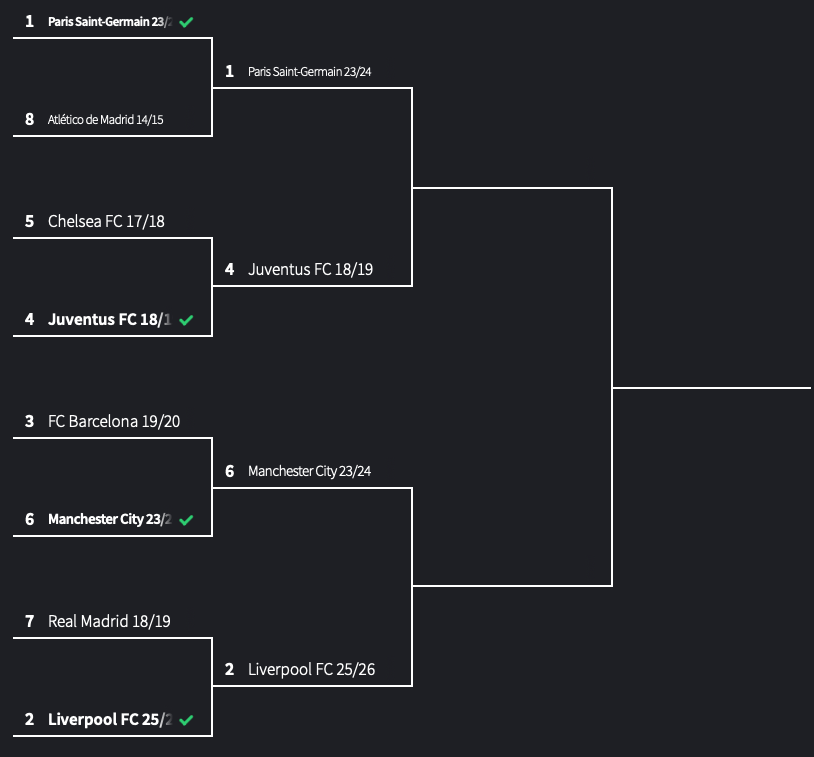 1 Paris Saint-Germain 23/2
1 Paris Saint-Germain 23/24
8 Atlético de Madrid 14/15
5 Chelsea FC 17/18
4 Juventus FC 18/19
4 Juventus FC 18/1
3 FC Barcelona 19/20
6 Manchester City 23/24
6 Manchester City 23/2
7 Real Madrid 18/19
2 Liverpool FC 25/26
2 Liverpool FC 25/2